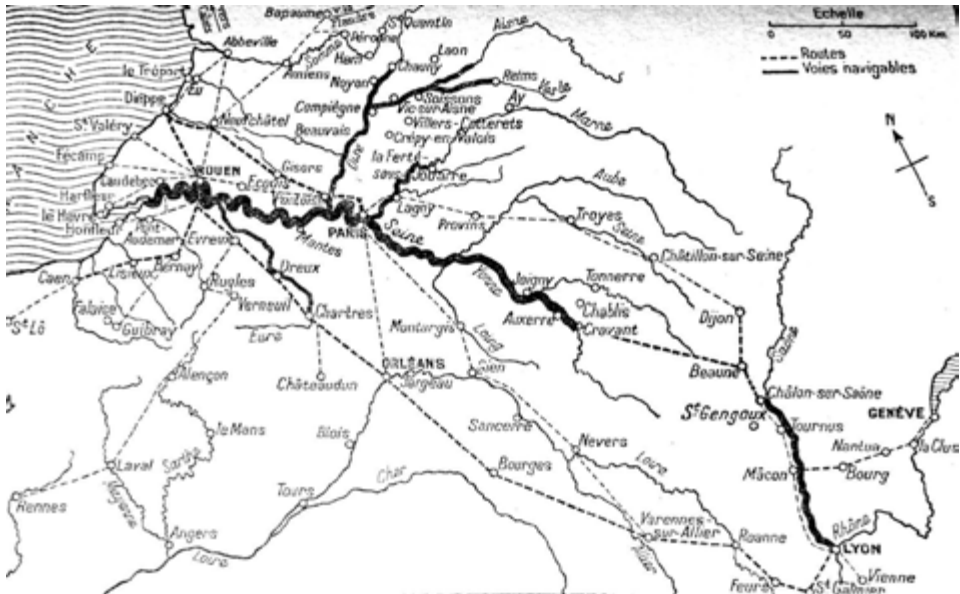 Echelle
0 50 100 Km.
Routes
Voies navigables
N
S
Bapaume
St Quentin
Péronne
Ham
Somme
Abbeville
Amiens
Noyon
Chauny
Laon
Aisne
Reims
Vesle
le Tréport
Eu
Dieppe
Neufchâtel
Compiègne
Soissons
Vic-sur-Aisne
Villers-Cotterets
Crépy-en-Valois
Ay
Marne
Beauvais
St Valéry
Fécamp
Gisors
Oise
la Ferté-
sous-Jouarre
ROUEN
Caudebec
Harfleur
le Hâvre
Honfleur
Pont-
Audemer
Ecouis
Pontoise
Lagny
PARIS
Seine
Mantes
Provins
Aube
Troyes
Seine
Châtillon-sur-Seine
Evreux
Caen
Lisieux
Bernay
Dreux
Rugles
Verneuil
Chartres
Falaise
Guibray
St Lô
Eure
Yonne
Joigny
Tonnerre
Chablis
Auxerre
Cravant
Dijon
Saône
Montargis
Loing
Beaune
Châteaudun
ORLÉANS
Jargeau
Gien
Alençon
Châlon-sur-Saône
St Gengoux
Tournus
GENÈVE
la Cluse
Nantua
Bourg
Mâcon
le Mans
Sarthe
Blois
Sancerre
Nevers
Loire
Laval
Mayenne
Rennes
Tours
Cher
Bourges
Angers
Loire
Varennes-
sur-Allier
Allier
Roanne
Rhône
LYON
Feurs
St Galmier
Vienne